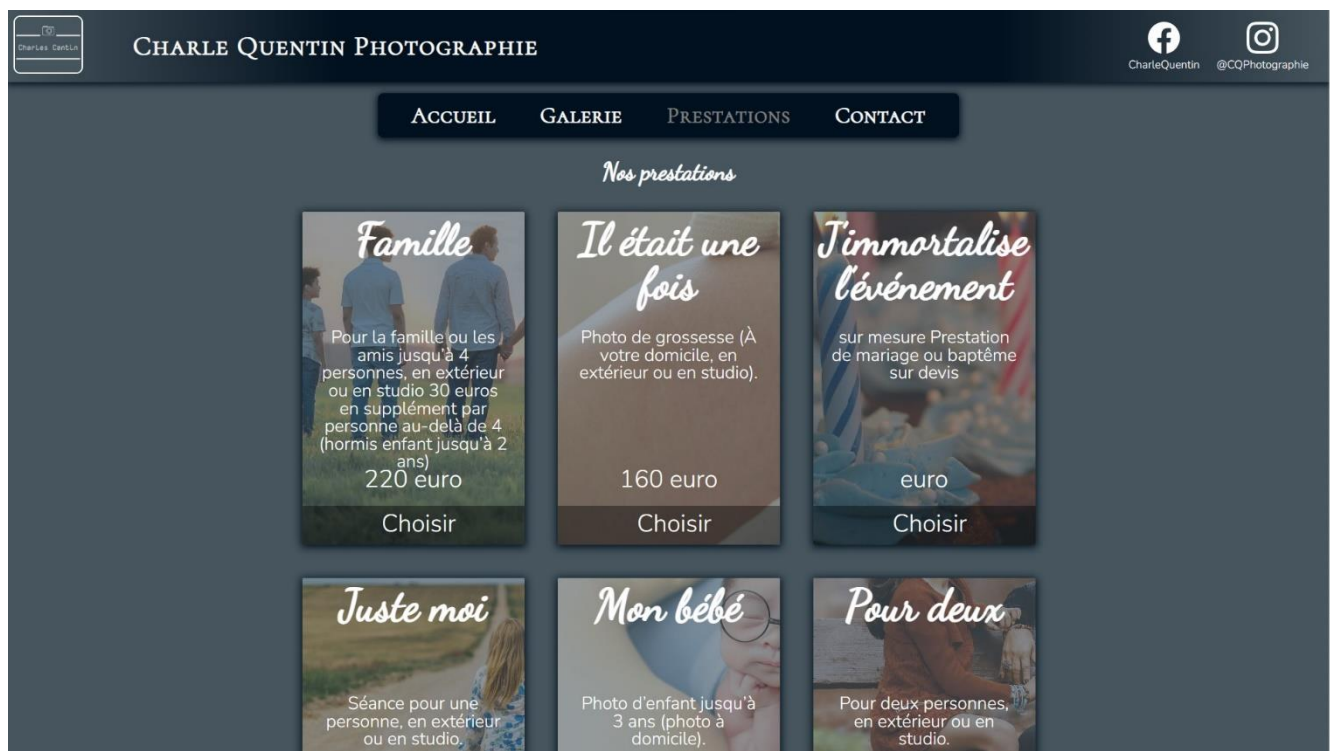 Charles Cantin
Charle Quentin Photographie
CharleQuentin
@CQPhotographie
Accueil Galerie Prestations Contact
Nos prestations
Famille
Pour la famille ou les
amis jusqu'à 4
personnes, en extérieur
ou en studio 30 euros
en supplément par
personne au-delà de 4
(hormis enfant jusqu'à 2
ans)
220 euro
Choisir
Il était une
fois
Photo de grossesse (À
votre domicile, en
extérieur ou en studio).
160 euro
Choisir
J'immortalise
l'événement
sur mesure Prestation
de mariage ou baptême
sur devis
euro
Choisir
Juste moi
Séance pour une
personne, en extérieur
ou en studio.
Mon bébé
Photo d'enfant jusqu'à
3 ans (photo à
domicile).
Pour deux
Pour deux personnes,
en extérieur ou en
studio.